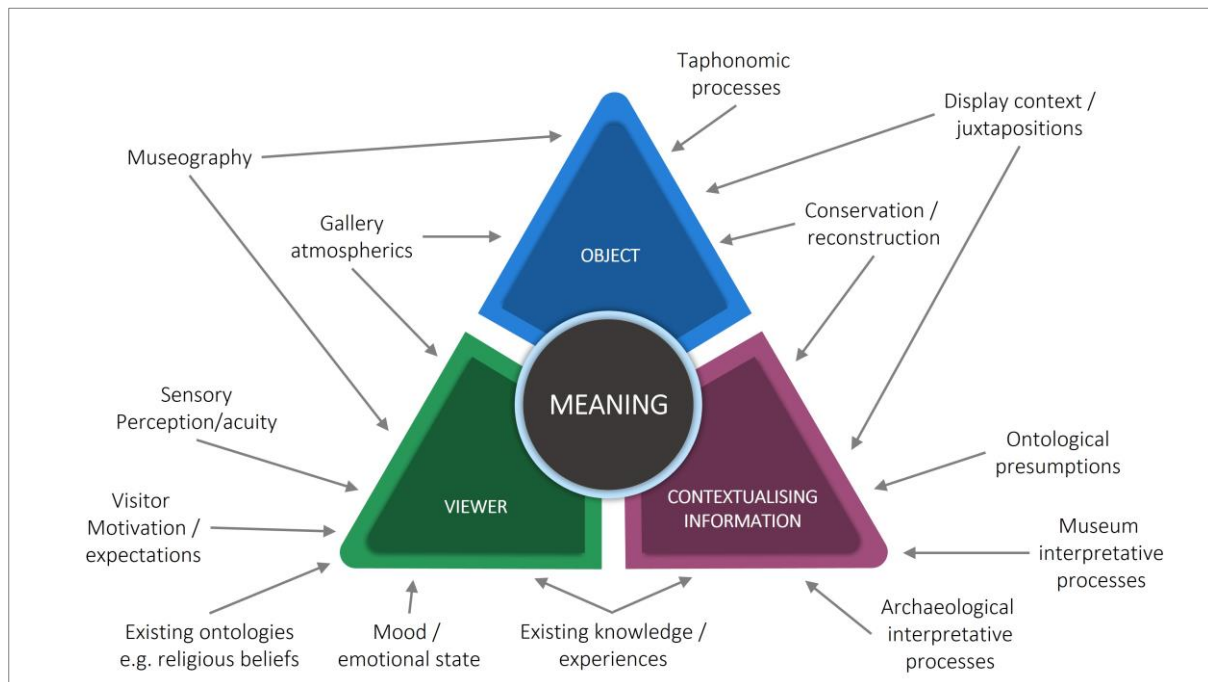 Taphonomic
processes
Display context /
juxtapositions
Museography
Gallery
atmospherics
Conservation /
reconstruction
OBJECT
MEANING
Sensory
Perception/acuity
Ontological
presumptions
VIEWER
CONTEXTUALISING
INFORMATION
Visitor
Motivation /
expectations
Museum
interpretative
processes
Existing ontologies
e.g. religious beliefs
Mood /
emotional state
Existing knowledge /
experiences
Archaeological
interpretative
processes